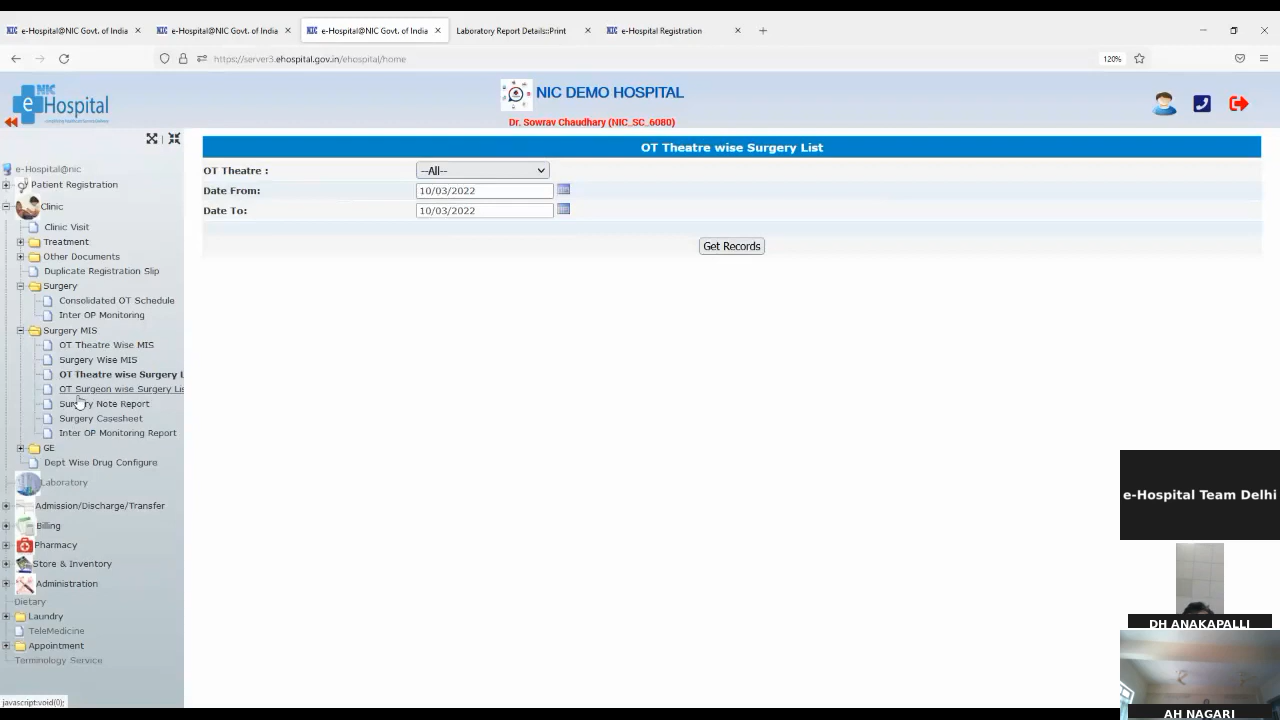 e-Hospital@NIC Govt. of India
e-Hospital@NIC Govt. of India
e-Hospital@NIC Govt. of India
Laboratory Report Details::Print
e-Hospital Registration
https://server3.ehospital.gov.in/ehospital/home
120%
NIC
eHospital
NIC DEMO HOSPITAL
Dr. Sowrav Chaudhary (NIC_SC_6080)
e-Hospital@nic
Patient Registration
Clinic
Clinic Visit
Treatment
Other Documents
Duplicate Registration Slip
Surgery
Consolidated OT Schedule
Inter OP Monitoring
Surgery MIS
OT Theatre Wise MIS
Surgery Wise MIS
OT Theatre wise Surgery L
OT Surgeon wise Surgery Lis
Surgery Note Report
Surgery Casesheet
Inter OP Monitoring Report
GE
Dept Wise Drug Configure
Laboratory
Admission/Discharge/Transfer
Billing
Pharmacy
Store & Inventory
Administration
Dietary
Laundry
TeleMedicine
Appointment
Terminology Service
javascript:void(0);
OT Theatre wise Surgery List
OT Theatre : --All--
Date From: 10/03/2022
Date To: 10/03/2022
Get Records
e-Hospital Team Delhi
DH ANAKAPALLI
AH NAGARI